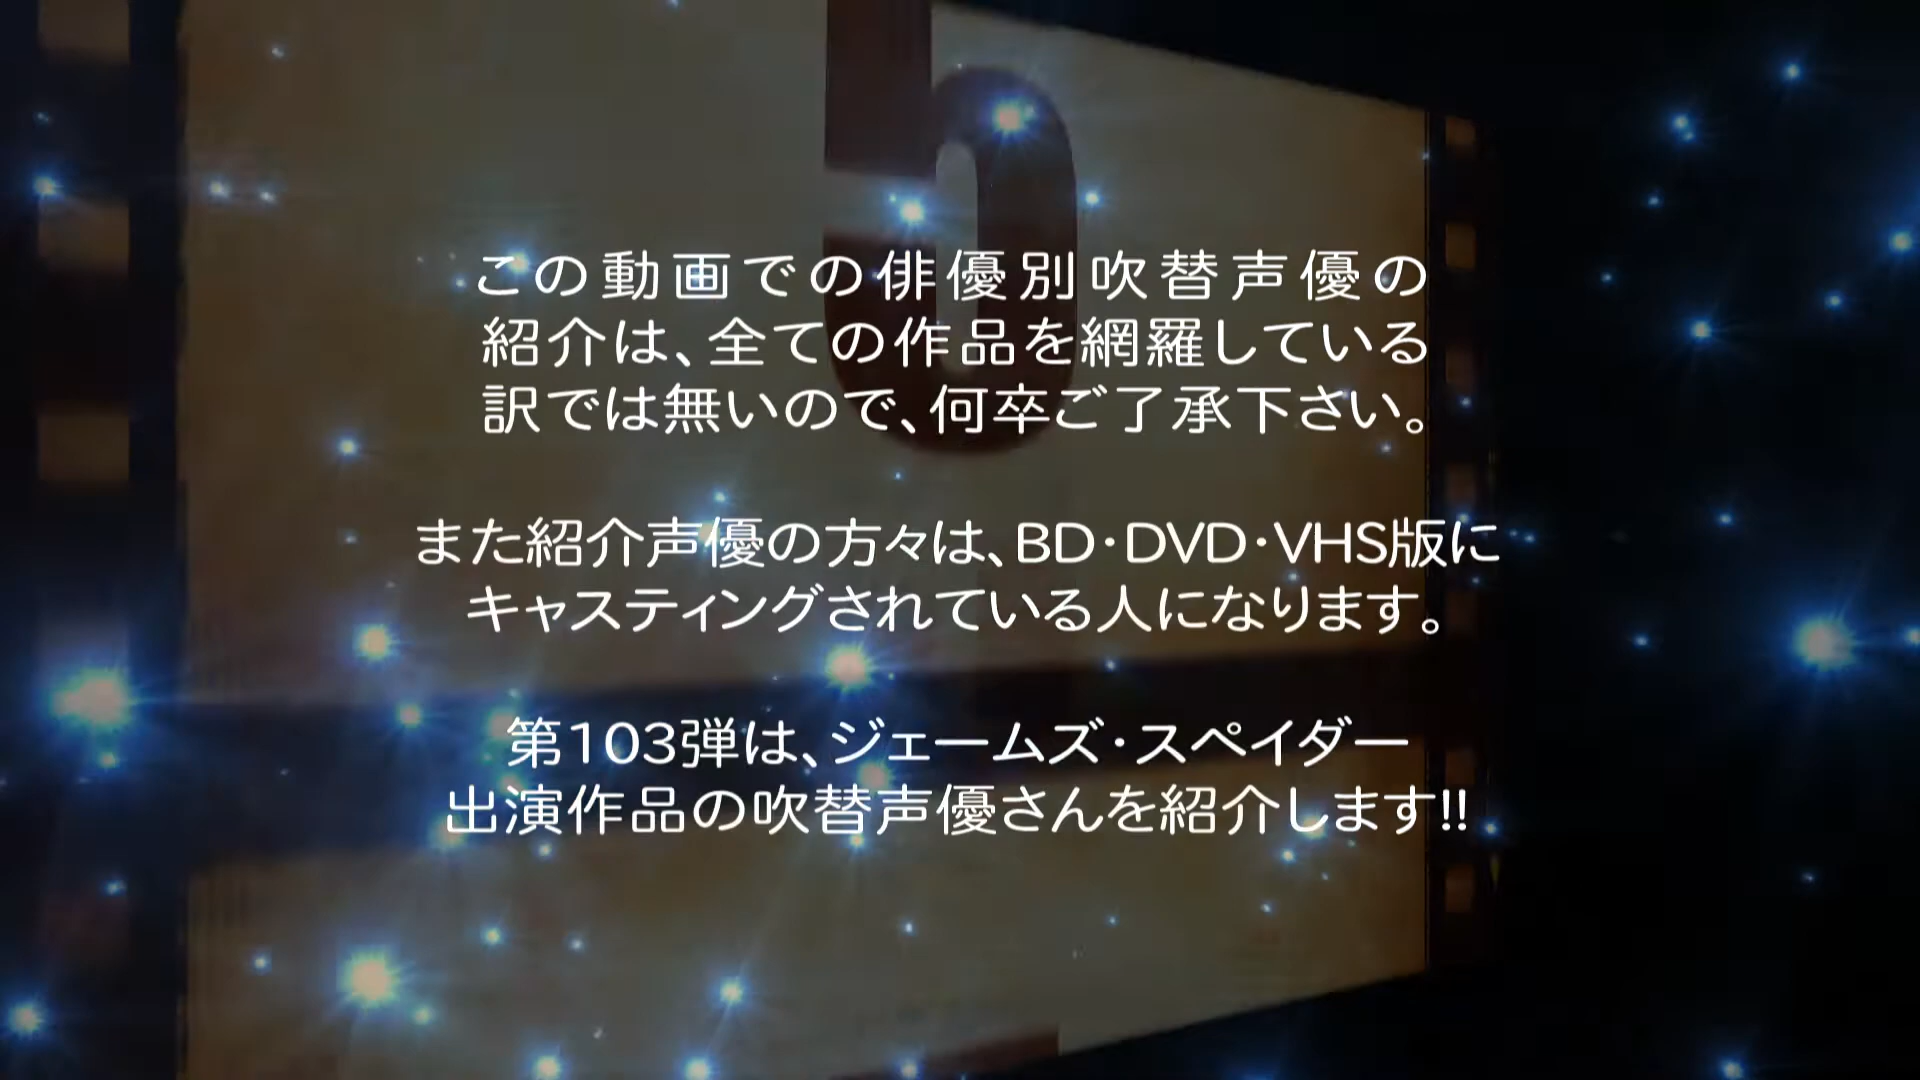 この動画での俳優別吹替声優の
紹介は、全ての作品を網羅している
訳では無いので、何卒ご了承下さい。
また紹介声優の方々は、BD・DVD・VHS版に
キャスティングされている人になります。
第103弾は、ジェームズ・スペイダー
出演作品の吹替声優さんを紹介します!!
5